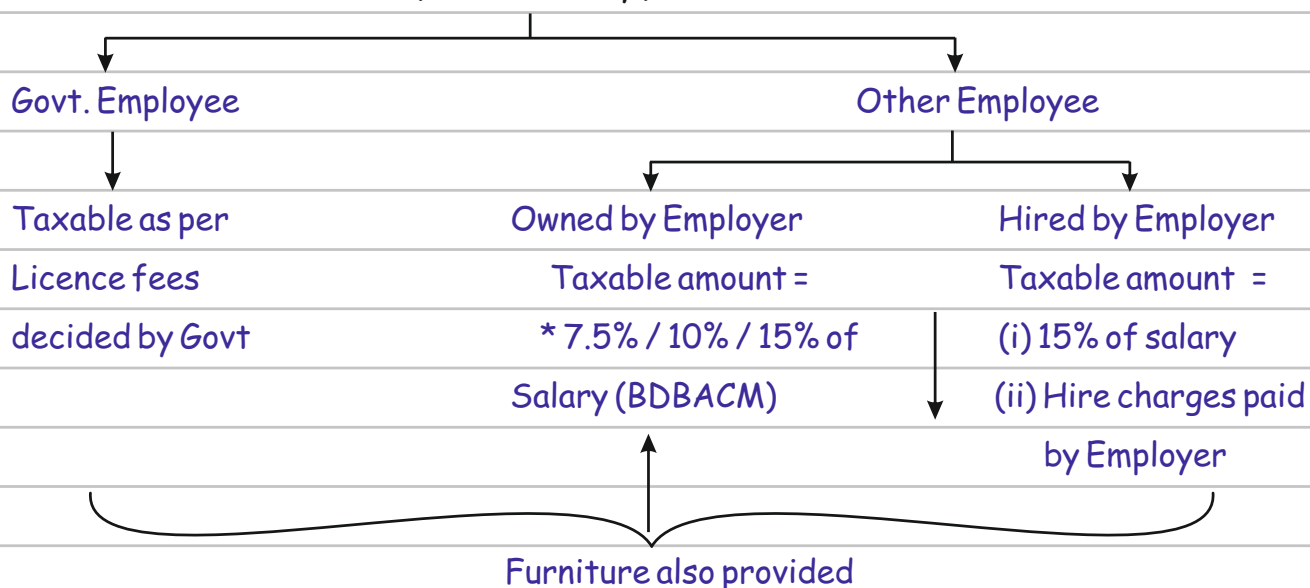 Govt. Employee
Other Employee
Taxable as per
Licence fees
decided by Govt
Owned by Employer
Taxable amount =
* 7.5% / 10% / 15% of
Salary (BDBACM)
Hired by Employer
Taxable amount =
(i) 15% of salary
(ii) Hire charges paid
by Employer
Furniture also provided